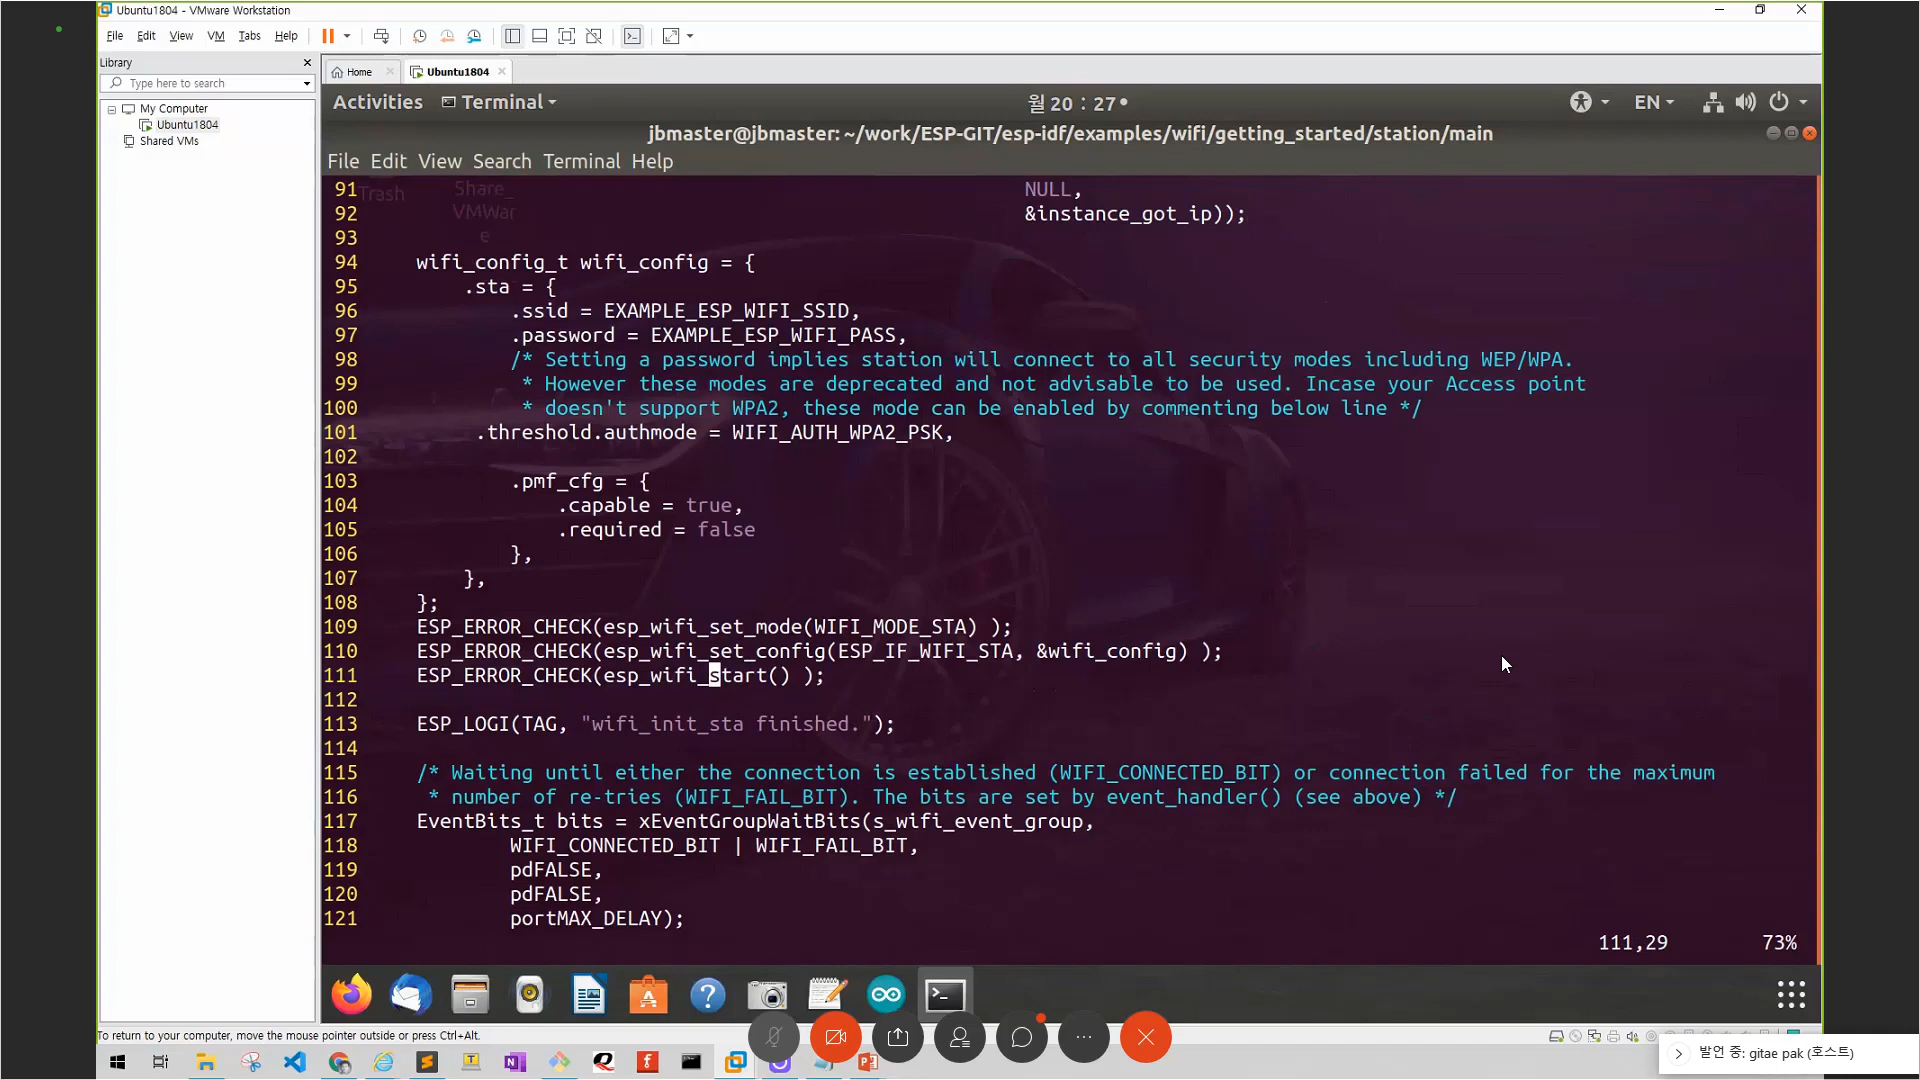 Ubuntu1804 - VMware Workstation
File Edit View VM Tabs Help
Library
Type here to search
My Computer
Ubuntu1804
Shared VMs
Home
Ubuntu1804
Activities
Terminal
월 20 : 27
EN
jbmaster@jbmaster: ~/work/ESP-GIT/esp-idf/examples/wifi/getting_started/station/main
File Edit View Search Terminal Help
Trash
Share_
VMWar
e
91 NULL,
92 &instance_got_ip));
93
94 wifi_config_t wifi_config = {
95 .sta = {
96 .ssid = EXAMPLE_ESP_WIFI_SSID,
97 .password = EXAMPLE_ESP_WIFI_PASS,
98 /* Setting a password implies station will connect to all security modes including WEP/WPA.
99 * However these modes are deprecated and not advisable to be used. Incase your Access point
100 * doesn't support WPA2, these mode can be enabled by commenting below line */
101 .threshold.authmode = WIFI_AUTH_WPA2_PSK,
102
103 .pmf_cfg = {
104 .capable = true,
105 .required = false
106 },
107 },
108 };
109 ESP_ERROR_CHECK(esp_wifi_set_mode(WIFI_MODE_STA) );
110 ESP_ERROR_CHECK(esp_wifi_set_config(ESP_IF_WIFI_STA, &wifi_config) );
111 ESP_ERROR_CHECK(esp_wifi_start() );
112
113 ESP_LOGI(TAG, "wifi_init_sta finished.");
114
115 /* Waiting until either the connection is established (WIFI_CONNECTED_BIT) or connection failed for the maximum
116 * number of re-tries (WIFI_FAIL_BIT). The bits are set by event_handler() (see above) */
117 EventBits_t bits = xEventGroupWaitBits(s_wifi_event_group,
118 WIFI_CONNECTED_BIT | WIFI_FAIL_BIT,
119 pdFALSE,
120 pdFALSE,
121 portMAX_DELAY);
111,29 73%
To return to your computer, move the mouse pointer outside or press Ctrl+Alt.
발언 중: gitae pak (호스트)